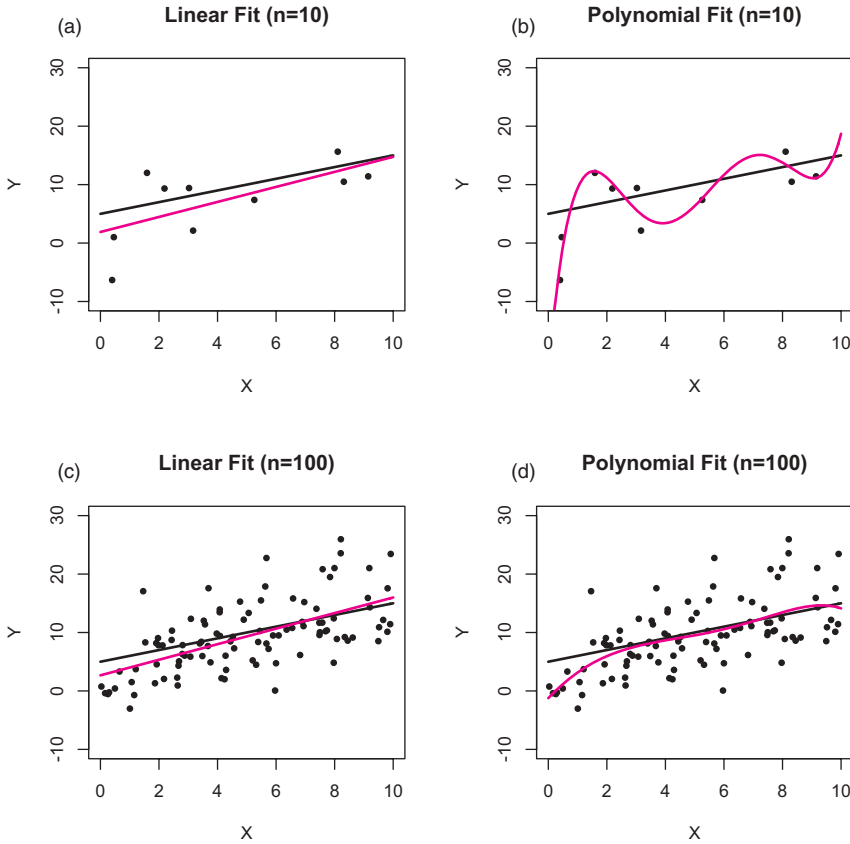 (a) Linear Fit (n=10)
30
20
10
0
-10
Y
0 2 4 6 8 10
X
(b) Polynomial Fit (n=10)
30
20
10
0
-10
Y
0 2 4 6 8 10
X
(c) Linear Fit (n=100)
30
20
10
0
-10
Y
0 2 4 6 8 10
X
(d) Polynomial Fit (n=100)
30
20
10
0
-10
Y
0 2 4 6 8 10
X